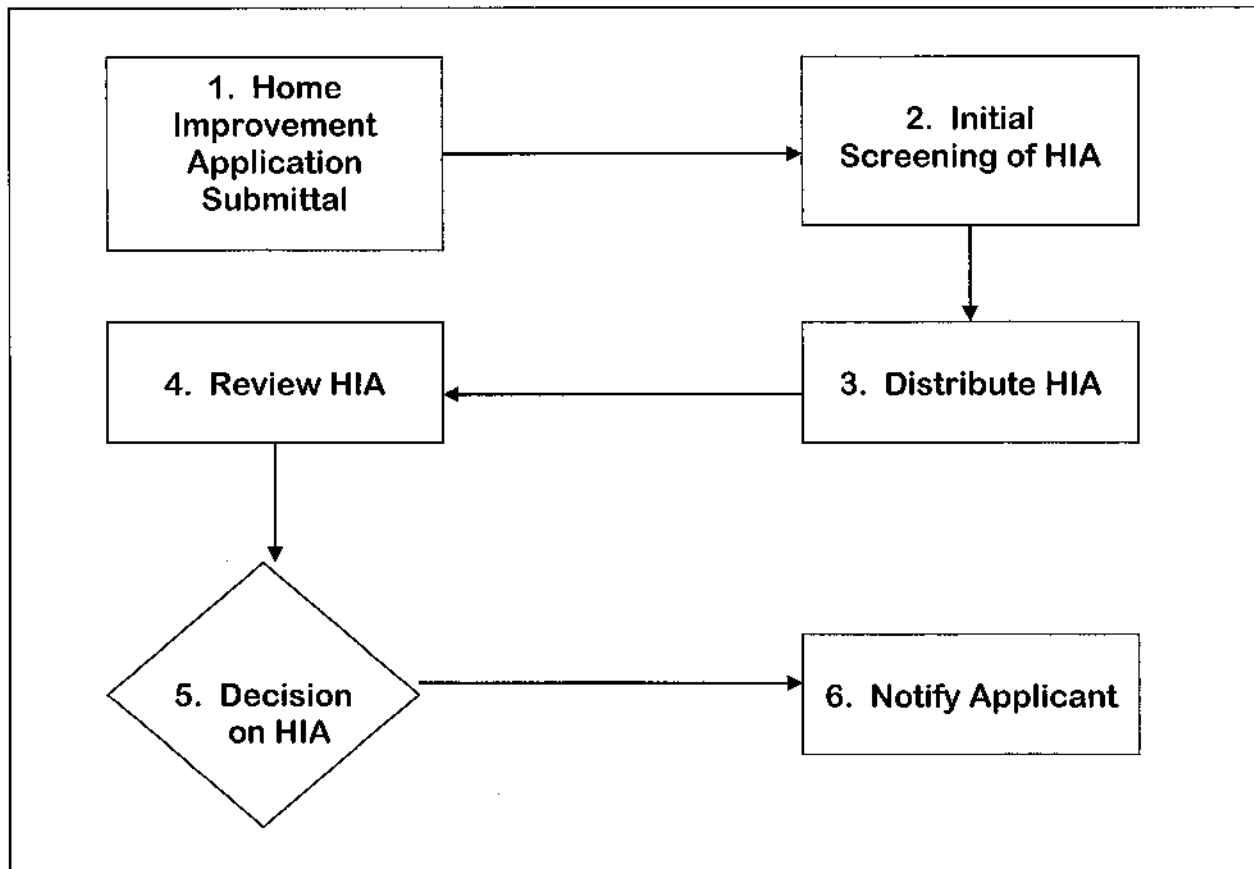 1. Home
Improvement
Application
Submittal
2. Initial
Screening of HIA
3. Distribute HIA
4. Review HIA
5. Decision
on HIA
6. Notify Applicant